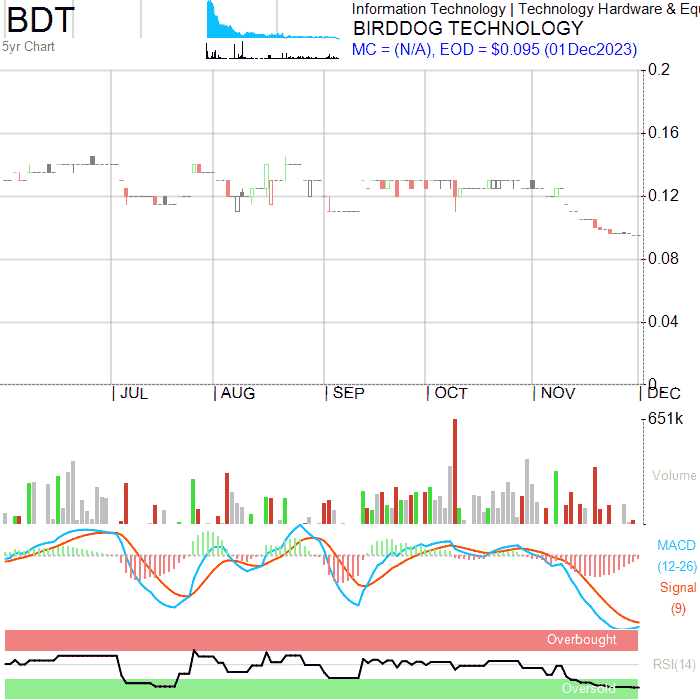 BDT
5yr Chart
Information Technology | Technology Hardware & Equ
BIRDDOG TECHNOLOGY
MC = (N/A), EOD = $0.095 (01Dec2023)
0.2
0.16
0.12
0.08
0.04
0
JUL AUG SEP OCT NOV DEC
651k
Volume
MACD
(12-26)
Signal
(9)
Overbought
RSI(14)
Oversold